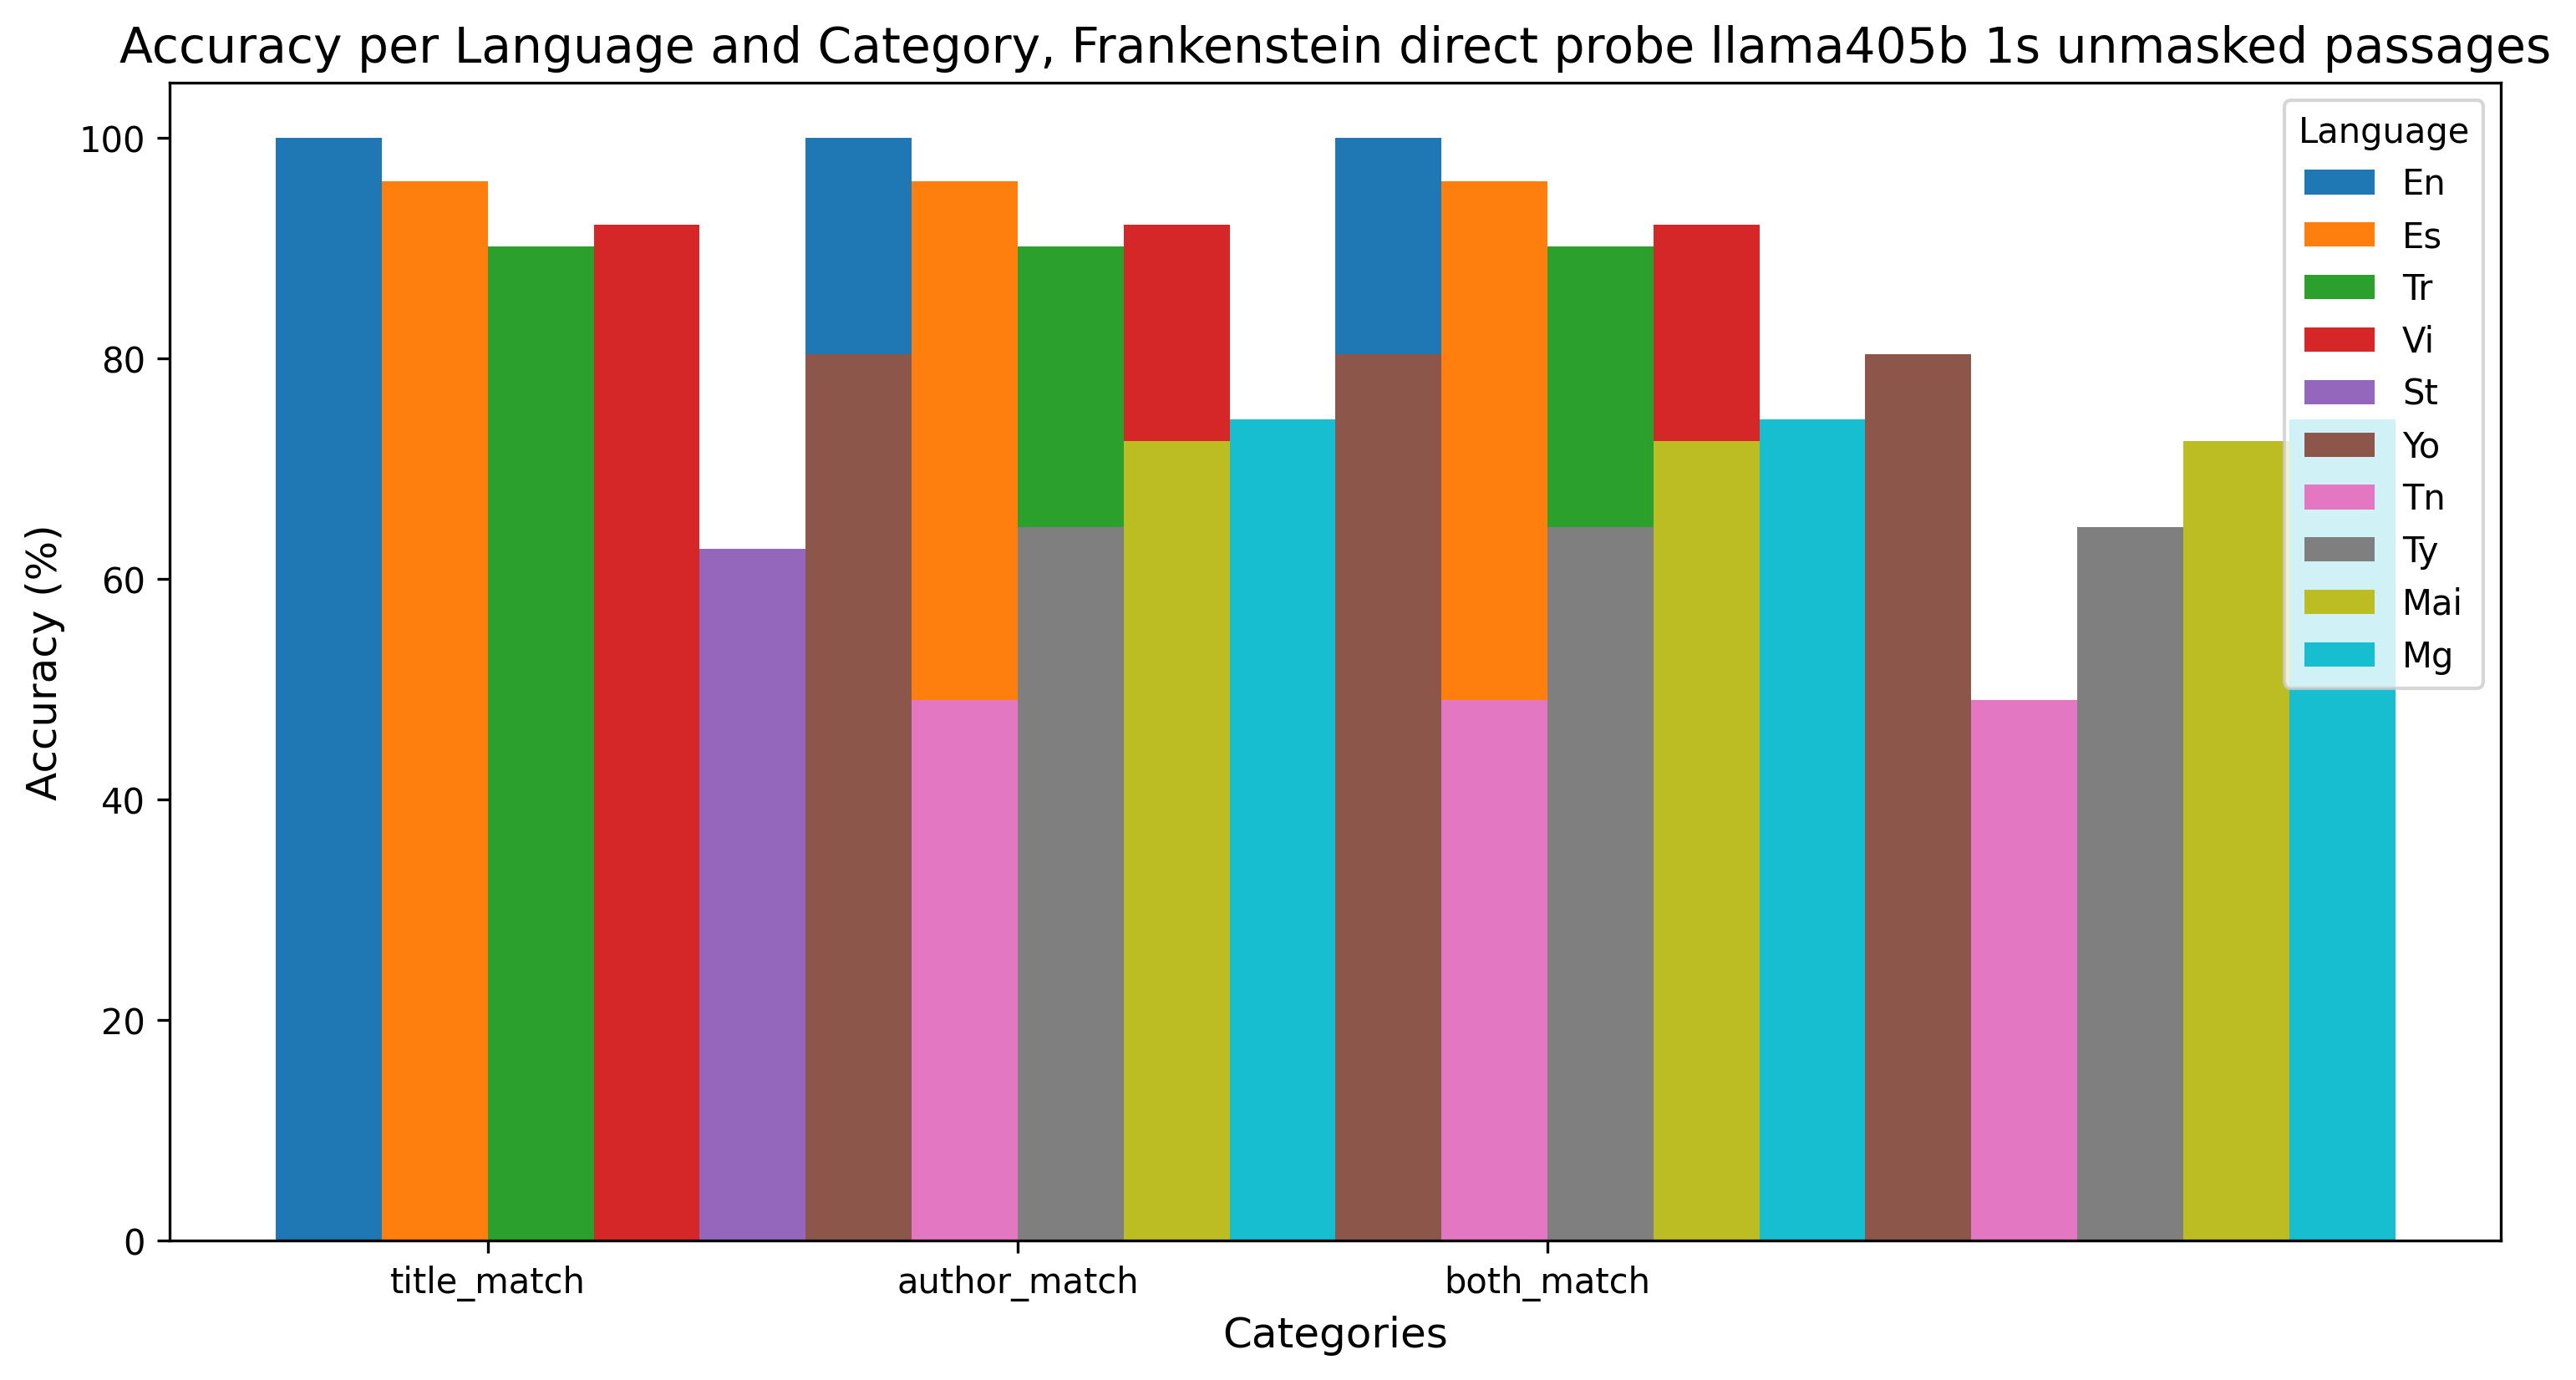 Accuracy per Language and Category, Frankenstein direct probe llama405b 1s unmasked passages
Accuracy (%)
100
80
60
40
20
0
title_match
author_match
both_match
Categories
Language
En
Es
Tr
Vi
St
Yo
Tn
Ty
Mai
Mg